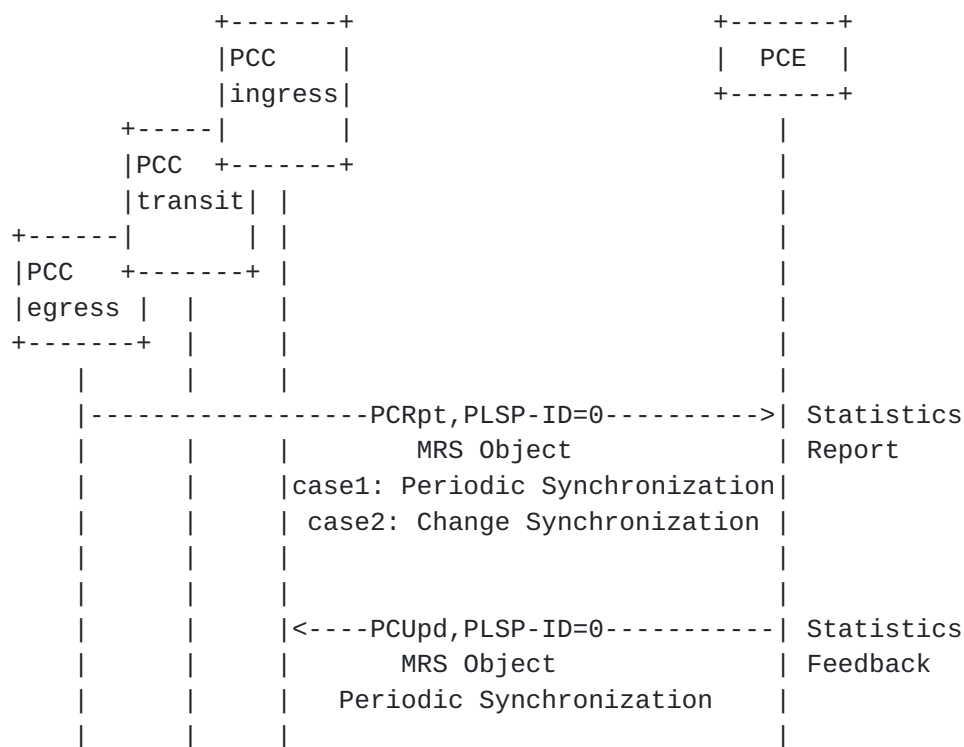 +-------+                       +-------+
             |PCC    |                       |  PCE  |
             |ingress|                       +-------+
       +-----|       |                           |
       |PCC  +-------+                           |
       |transit| |                               |
+------|       | |                               |
|PCC   +-------+ |                               |
|egress |  |     |                               |
+-------+  |     |                               |
    |      |     |                               |
    |------------------PCRpt,PLSP-ID=0---------->| Statistics
    |      |     |        MRS Object             | Report
    |      |     |case1: Periodic Synchronization|
    |      |     | case2: Change Synchronization |
    |      |     |                               |
    |      |     |                               |
    |      |     |<----PCUpd,PLSP-ID=0-----------| Statistics
    |      |     |       MRS Object              | Feedback
    |      |     |   Periodic Synchronization    |
    |      |     |                               |